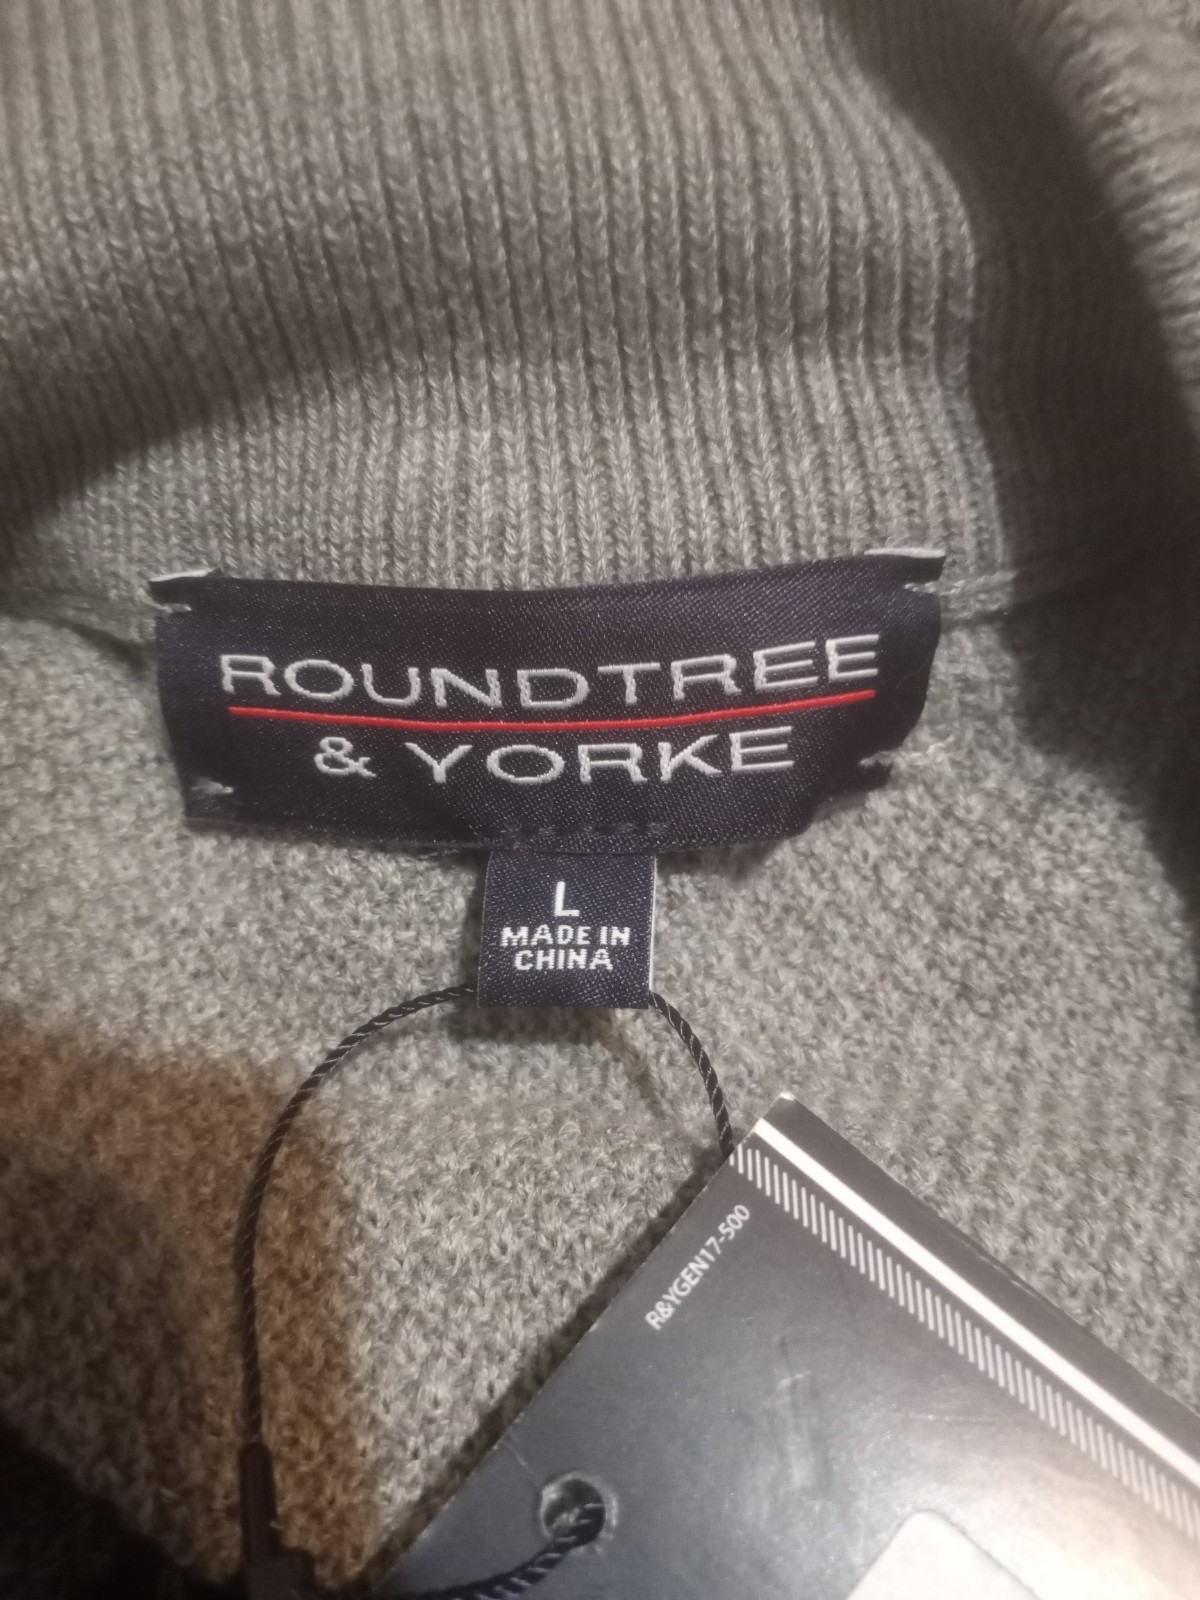 ROUNDTREE
& YORKE
L
MADE IN
CHINA
R&YGEN17-500